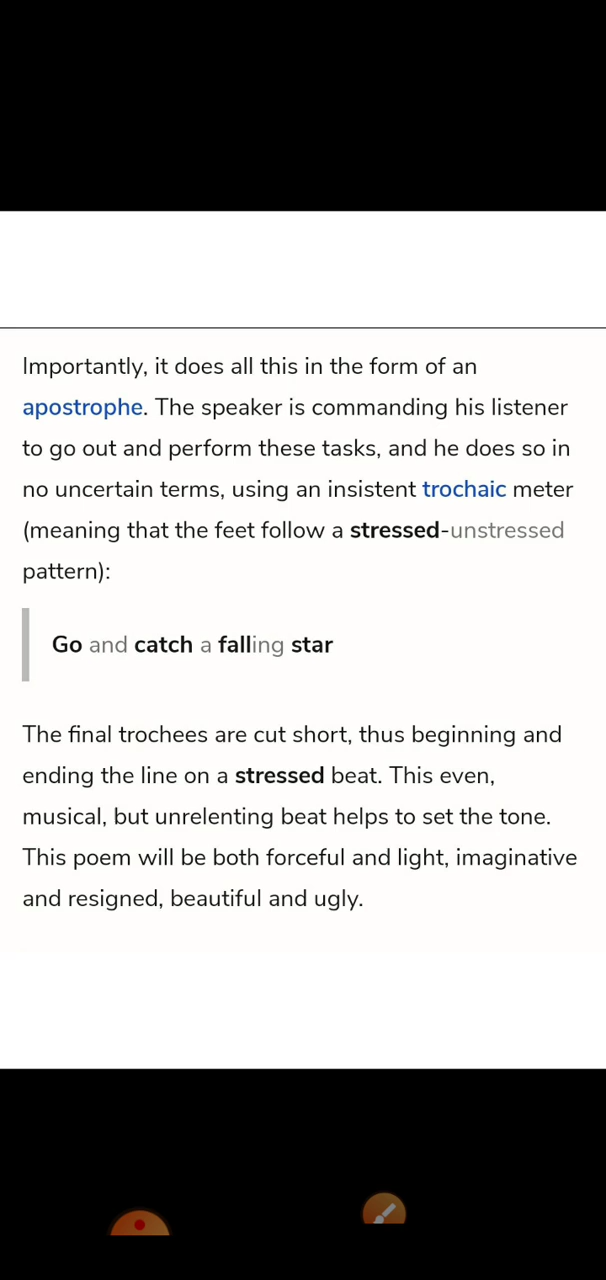 Importantly, it does all this in the form of an
apostrophe. The speaker is commanding his listener
to go out and perform these tasks, and he does so in
no uncertain terms, using an insistent trochaic meter
(meaning that the feet follow a stressed-unstressed
pattern):
Go and catch a falling star
The final trochees are cut short, thus beginning and
ending the line on a stressed beat. This even,
musical, but unrelenting beat helps to set the tone.
This poem will be both forceful and light, imaginative
and resigned, beautiful and ugly.